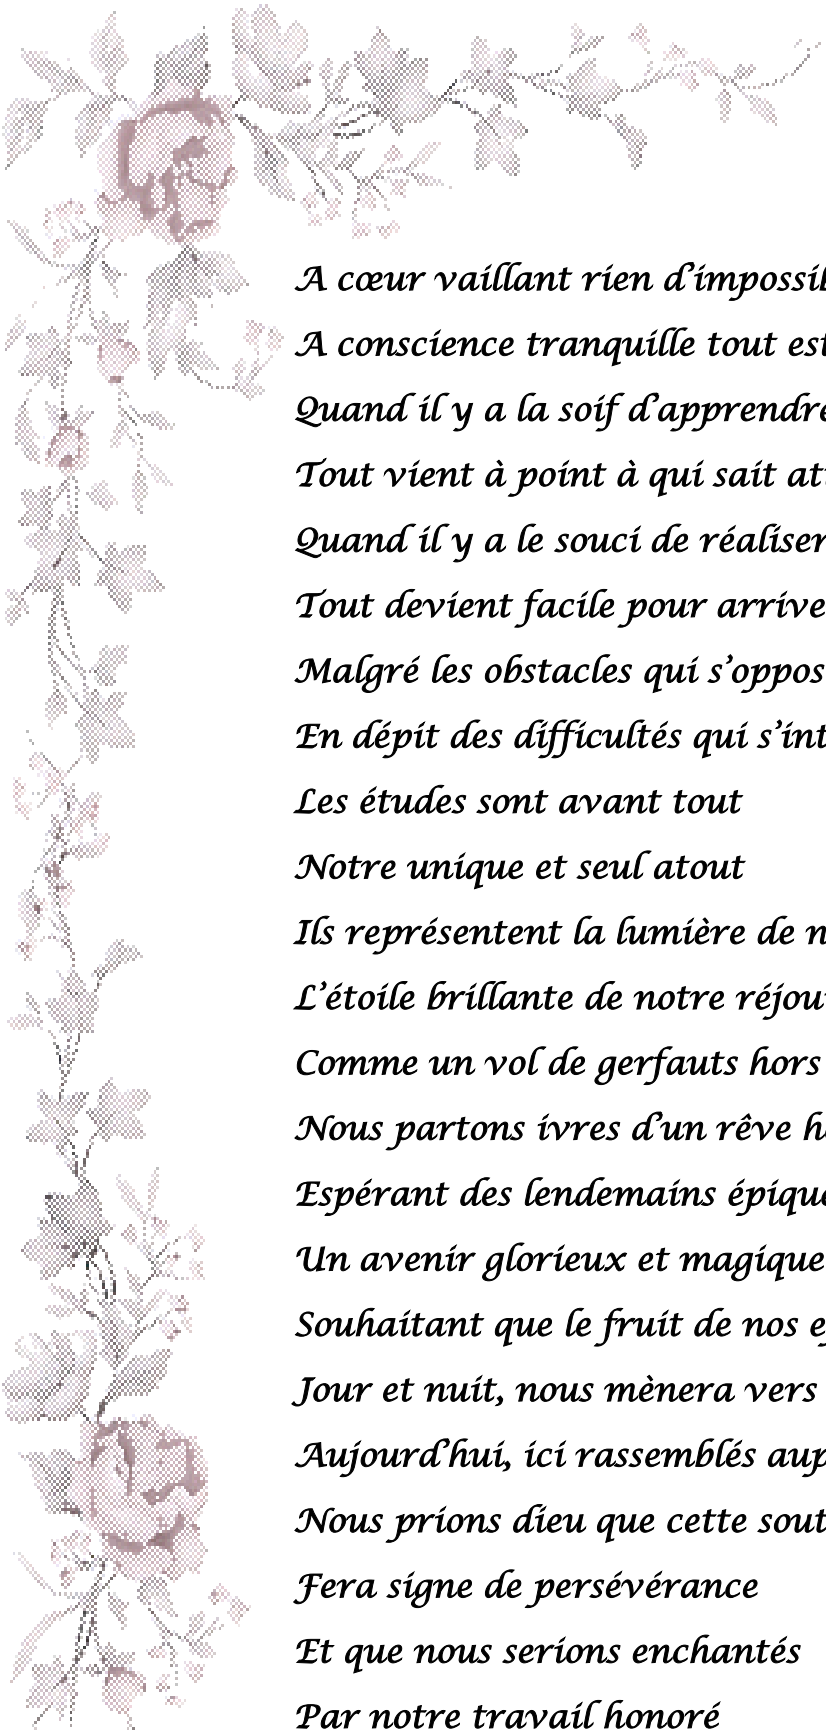 A cœur vaillant rien d’impossib
A conscience tranquille tout est
Quand il y a la soif d’apprendre
Tout vient à point à qui sait att
Quand il y a le souci de réaliser
Tout devient facile pour arrive
Malgré les obstacles qui s’oppos
En dépit des difficultés qui s’int
Les études sont avant tout
Notre unique et seul atout
Ils représentent la lumière de n
L’étoile brillante de notre réjoui
Comme un vol de gerfauts hors
Nous partons ivres d’un rêve h
Espérant des lendemains épique
Un avenir glorieux et magique
Souhaitant que le fruit de nos
Jour et nuit, nous mènera vers
Aujourd’hui, ici rassemblés aup
Nous prions dieu que cette sout
Fera signe de persévérance
Et que nous serions enchantés
Par notre travail honoré